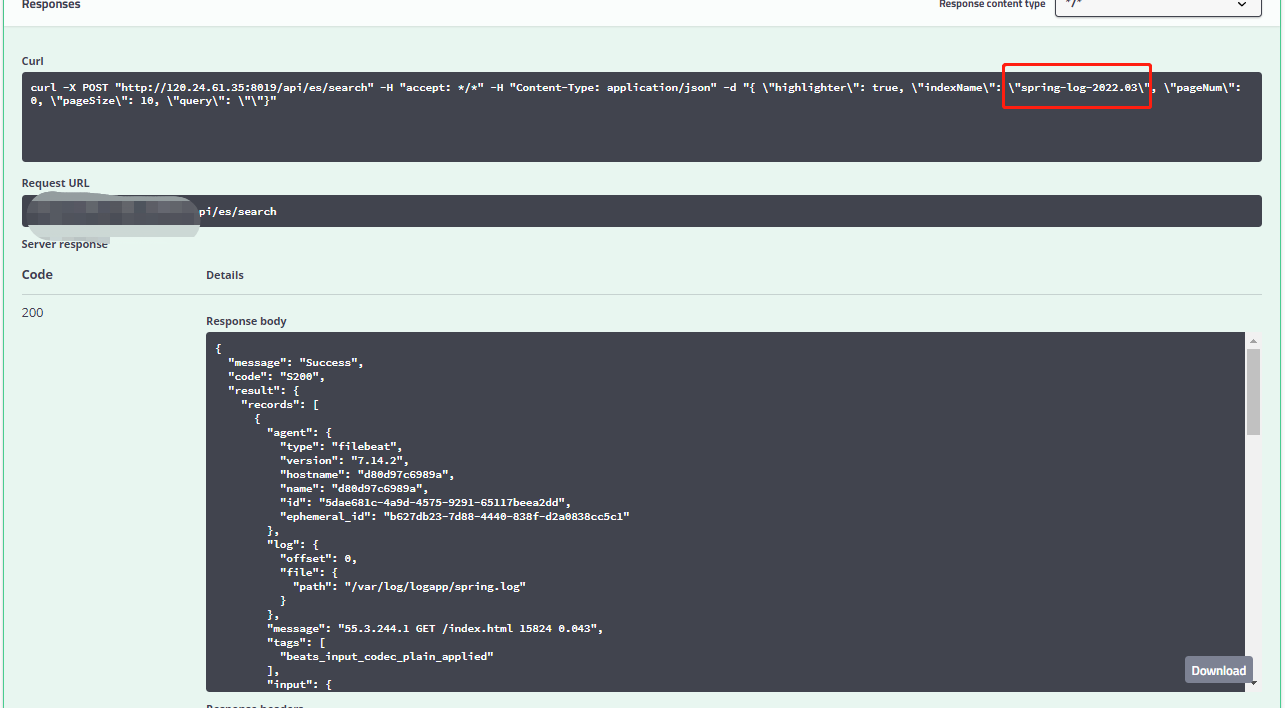 Responses
Response content type
*/*
Curl
curl -X POST "http://120.24.61.35:8019/api/es/search" -H "accept: */*" -H "Content-Type: application/json" -d "{ \"highlighter\": true, \"indexName\": \"spring-log-2022.03\", \"pageNum\":
0, \"pageSize\": 10, \"query\": \"\"}"
Request URL
pi/es/search
Server response
Code
Details
200
Response body
{
  "message": "Success",
  "code": "S200",
  "result": {
    "records": [
      {
        "agent": {
          "type": "filebeat",
          "version": "7.14.2",
          "hostname": "d80d97c6989a",
          "name": "d80d97c6989a",
          "id": "5dae681c-4a9d-4575-9291-65117beea2dd",
          "ephemeral_id": "b627db23-7d88-4440-838f-d2a0838cc5c1"
        },
        "log": {
          "offset": 0,
          "file": {
            "path": "/var/log/logapp/spring.log"
          }
        },
        "message": "55.3.244.1 GET /index.html 15824 0.043",
        "tags": [
          "beats_input_codec_plain_applied"
        ],
        "input": {
Download
Response headers